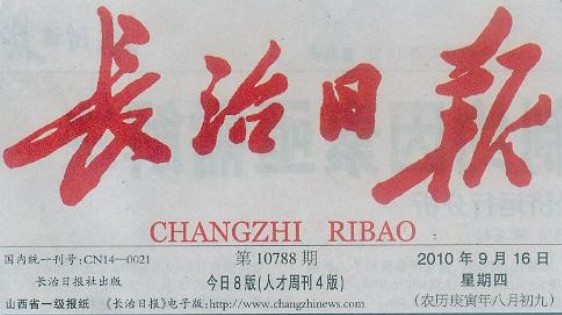 长治日报
CHANGZHI RIBAO
国内统一刊号:CN14—0021
长治日报社出版
山西省一级报纸
第10788期
今日8版(人才周刊4版)
《长治日报》电子版:http://www.changzhinews.com
2010年9月16日
星期四
(农历庚寅年八月初九)